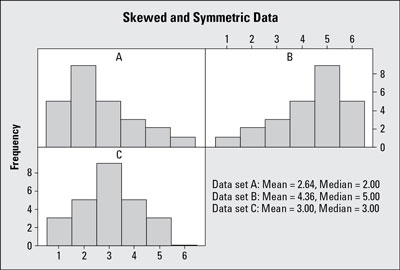 Skewed and Symmetric Data
1 2 3 4 5 6
A
B
8
6
4
2
0
Frequency
C
8
6
4
2
0
1 2 3 4 5 6
Data set A: Mean = 2.64, Median = 2.00
Data set B: Mean = 4.36, Median = 5.00
Data set C: Mean = 3.00, Median = 3.00